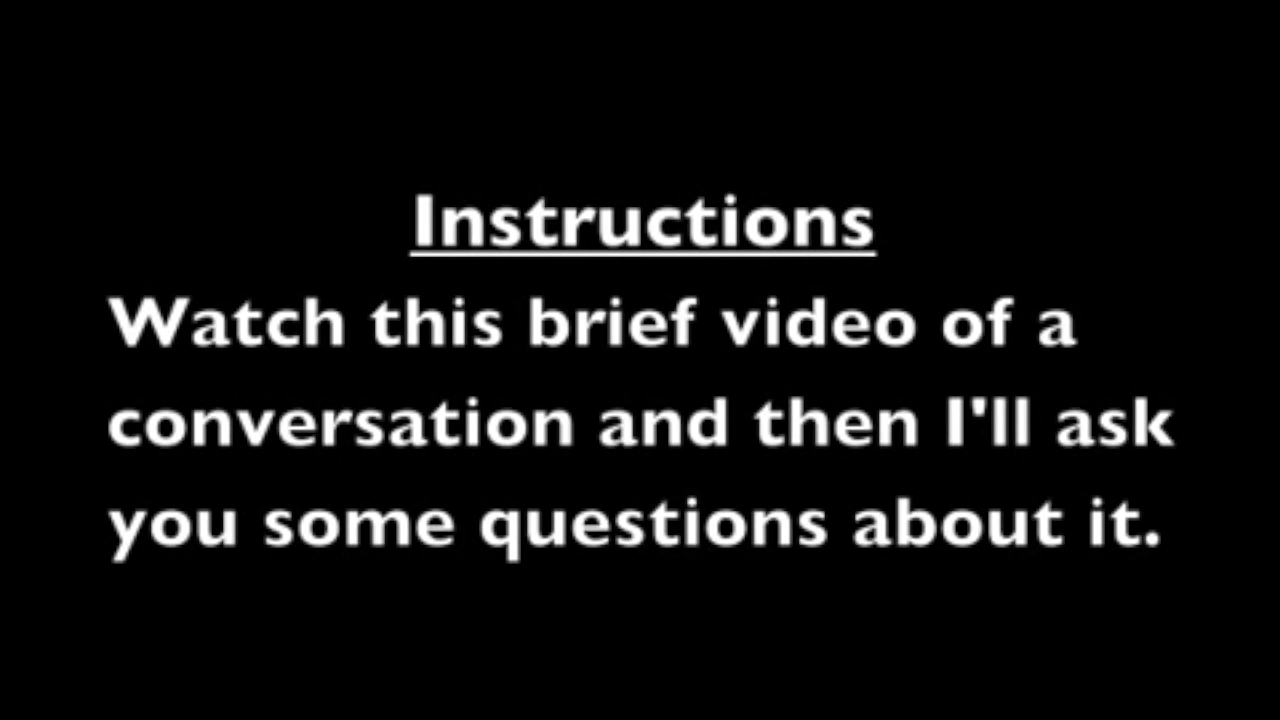 Instructions
Watch this brief video of a
conversation and then I'll ask
you some questions about it.